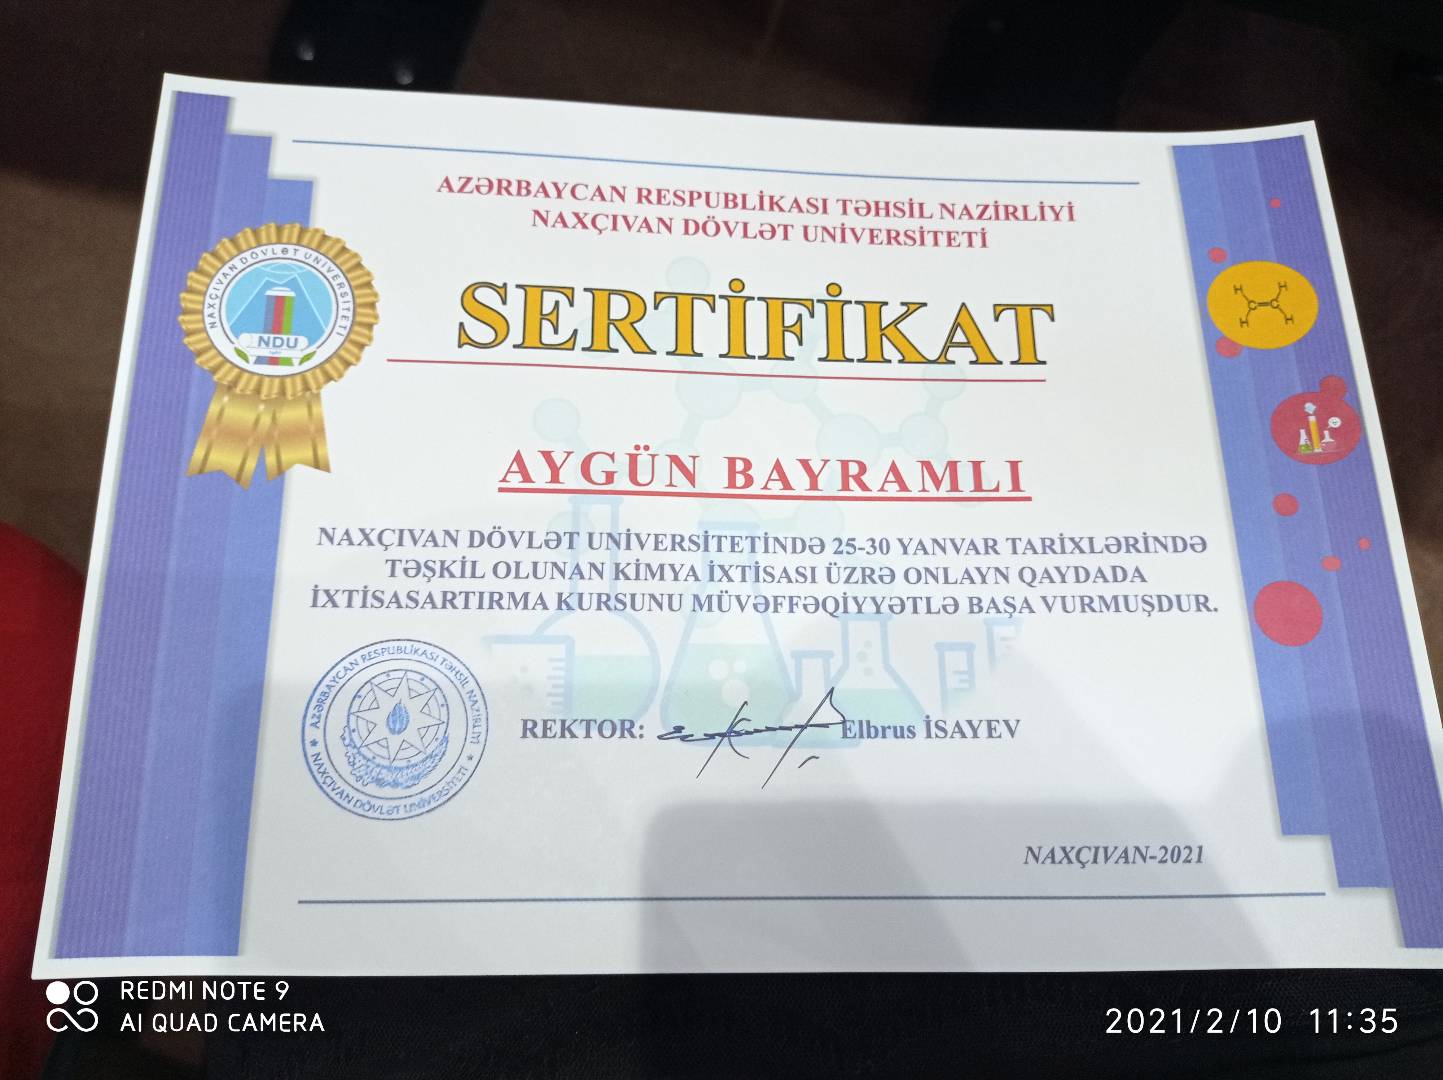 AZƏRBAYCAN RESPUBLİKASI TƏHSİL NAZİRLİYİ
NAXÇIVAN DÖVLƏT UNİVERSİTETİ
SERTİFİKAT
NAXÇIVAN DÖVLƏT UNİVERSİTETİ
NDU
H H
C C
H H
AYGÜN BAYRAMLI
NAXÇIVAN DÖVLƏT UNİVERSİTETİNDƏ 25-30 YANVAR TARİXLƏRİNDƏ
TƏŞKİL OLUNAN KİMYA İXTİSASI ÜZRƏ ONLAYN QAYDADA
İXTİSASARTIRMA KURSUNU MÜVƏFFƏQİYYƏTLƏ BAŞA VURMUŞDUR.
AZƏRBAYCAN RESPUBLİKASI TƏHSİL NAZİRLİYİ
NAXÇIVAN DÖVLƏT UNİVERSİTETİ
REKTOR: Elbrus İSAYEV
NAXÇIVAN-2021
REDMI NOTE 9
AI QUAD CAMERA
2021/2/10 11:35